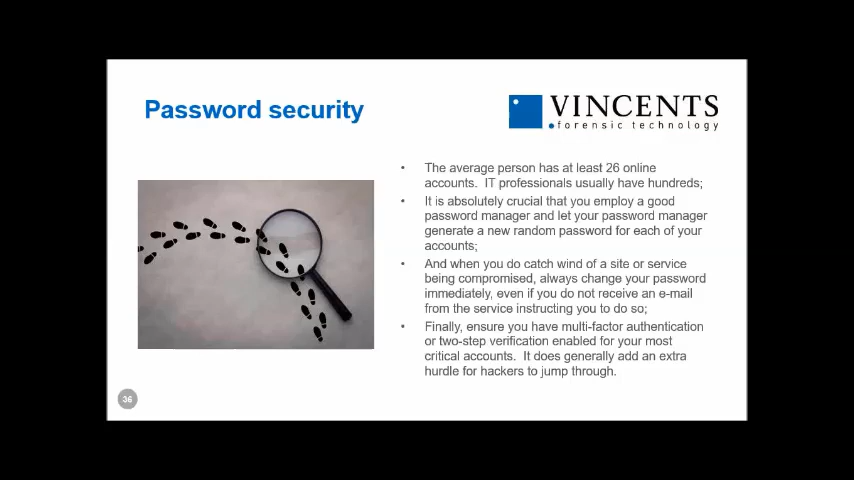 Password security
VINCENTS
forensic technology
The average person has at least 26 online
accounts.  IT professionals usually have hundreds;
It is absolutely crucial that you employ a good
password manager and let your password manager
generate a new random password for each of your
accounts;
And when you do catch wind of a site or service
being compromised, always change your password
immediately, even if you do not receive an e-mail
from the service instructing you to do so;
Finally, ensure you have multi-factor authentication
or two-step verification enabled for your most
critical accounts.  It does generally add an extra
hurdle for hackers to jump through.
36